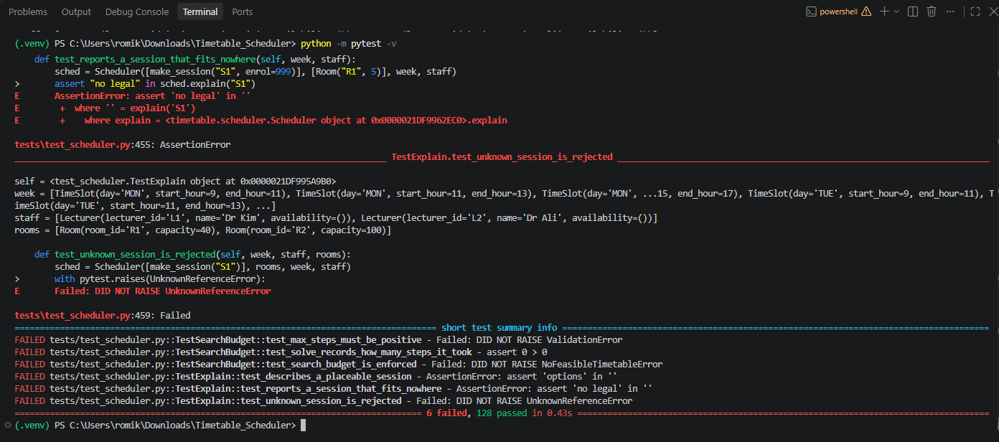 Problems Output Debug Console Terminal Ports powershell
(.venv) PS C:\Users\romik\Downloads\Timetable_Scheduler> python -m pytest -v
def test_reports_a_session_that_fits_nowhere(self, week, staff):
sched = Scheduler([make_session("S1", enrol=999)], [Room("R1", 5)], week, staff)
> assert "no legal" in sched.explain("S1")
E AssertionError: assert 'no legal' in ''
E + where '' = explain('S1')
E + where explain = <timetable.scheduler.Scheduler object at 0x0000021DF9962EC0>.explain
tests\test_scheduler.py:455: AssertionError
TestExplain.test_unknown_session_is_rejected
self = <test_scheduler.TestExplain object at 0x0000021DF995A9B0>
week = [TimeSlot(day='MON', start_hour=9, end_hour=11), TimeSlot(day='MON', start_hour=11, end_hour=13), TimeSlot(day='MON', ...15, end_hour=17), TimeSlot(day='TUE', start_hour=9, end_hour=11), T
imeSlot(day='TUE', start_hour=11, end_hour=13), ...]
staff = [Lecturer(lecturer_id='L1', name='Dr Kim', availability=()), Lecturer(lecturer_id='L2', name='Dr Ali', availability=())]
rooms = [Room(room_id='R1', capacity=40), Room(room_id='R2', capacity=100)]
def test_unknown_session_is_rejected(self, week, staff, rooms):
sched = Scheduler([make_session("S1")], rooms, week, staff)
> with pytest.raises(UnknownReferenceError):
E Failed: DID NOT RAISE UnknownReferenceError
tests\test_scheduler.py:459: Failed
short test summary info
FAILED tests/test_scheduler.py::TestSearchBudget::test_max_steps_must_be_positive - Failed: DID NOT RAISE ValidationError
FAILED tests/test_scheduler.py::TestSearchBudget::test_solve_records_how_many_steps_it_took - assert 0 > 0
FAILED tests/test_scheduler.py::TestSearchBudget::test_search_budget_is_enforced - Failed: DID NOT RAISE NoFeasibleTimetableError
FAILED tests/test_scheduler.py::TestExplain::test_describes_a_placeable_session - AssertionError: assert 'options' in ''
FAILED tests/test_scheduler.py::TestExplain::test_reports_a_session_that_fits_nowhere - AssertionError: assert 'no legal' in ''
FAILED tests/test_scheduler.py::TestExplain::test_unknown_session_is_rejected - Failed: DID NOT RAISE UnknownReferenceError
6 failed, 128 passed in 0.43s
(.venv) PS C:\Users\romik\Downloads\Timetable_Scheduler>